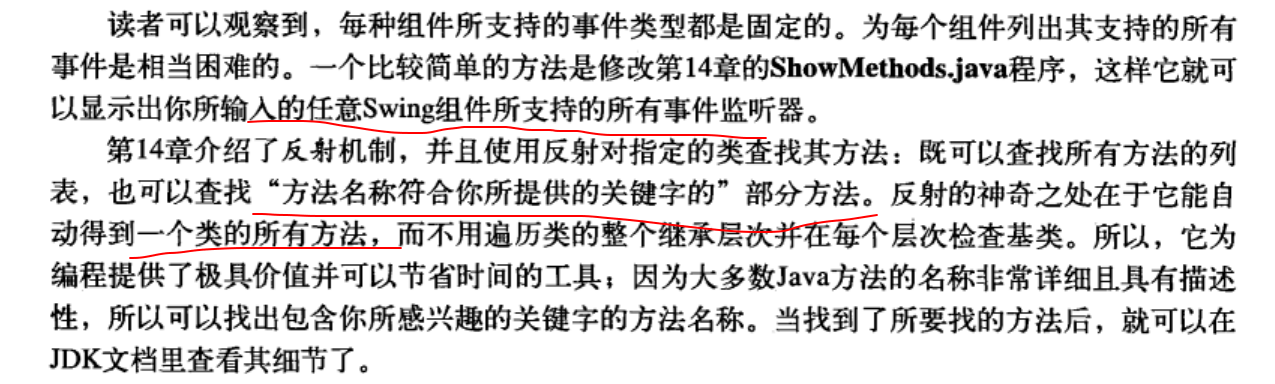 读者可以观察到，每种组件所支持的事件类型都是固定的。为每个组件列出其支持的所有
事件是相当困难的。一个比较简单的方法是修改第14章的ShowMethods.java程序，这样它就可
以显示出你所输入的任意Swing组件所支持的所有事件监听器。
第14章介绍了反射机制，并且使用反射对指定的类查找其方法：既可以查找所有方法的列
表，也可以查找“方法名称符合你所提供的关键字的”部分方法。反射的神奇之处在于它能自
动得到一个类的所有方法，而不用遍历类的整个继承层次并在每个层次检查基类。所以，它为
编程提供了极具价值并可以节省时间的工具；因为大多数Java方法的名称非常详细且具有描述
性，所以可以找出包含你所感兴趣的关键字的方法名称。当找到了所要找的方法后，就可以在
JDK文档里查看其细节了。